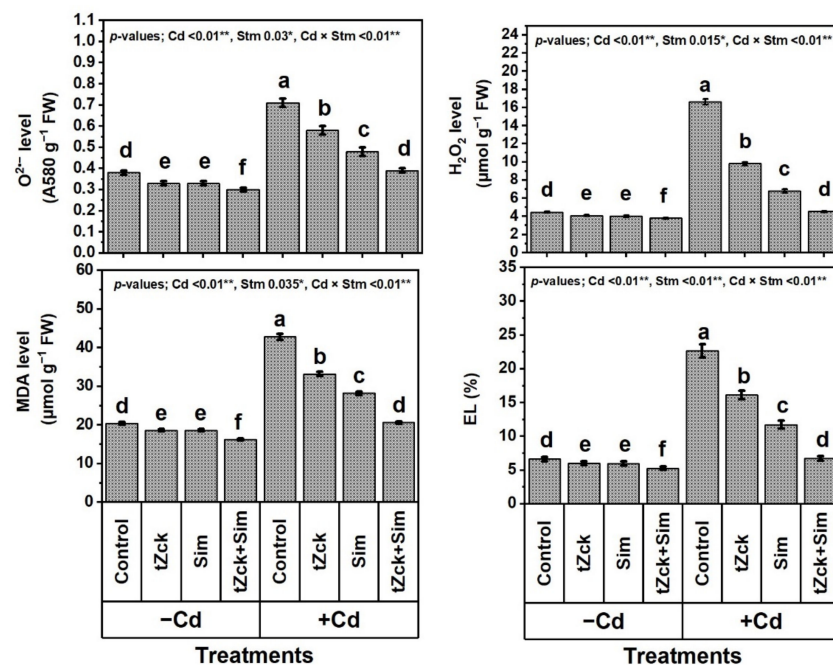 p-values; Cd <0.01**, Stm 0.03*, Cd × Stm <0.01**
O²•– level
(A580 g⁻¹ FW)
1.1
1.0
0.9
0.8
0.7
0.6
0.5
0.4
0.3
0.2
0.1
0.0
d e e f a b c d
p-values; Cd <0.01**, Stm 0.015*, Cd × Stm <0.01**
H₂O₂ level
(µmol g⁻¹ FW)
24
22
20
18
16
14
12
10
8
6
4
2
0
d e e f a b c d
p-values; Cd <0.01**, Stm 0.035*, Cd × Stm <0.01**
MDA level
(µmol g⁻¹ FW)
60
50
40
30
20
10
0
d e e f a b c d
Control tZck Sim tZck+Sim Control tZck Sim tZck+Sim
−Cd +Cd
Treatments
p-values; Cd <0.01**, Stm <0.01**, Cd × Stm <0.01**
EL (%)
35
30
25
20
15
10
5
0
d e e f a b c d
Control tZck Sim tZck+Sim Control tZck Sim tZck+Sim
−Cd +Cd
Treatments